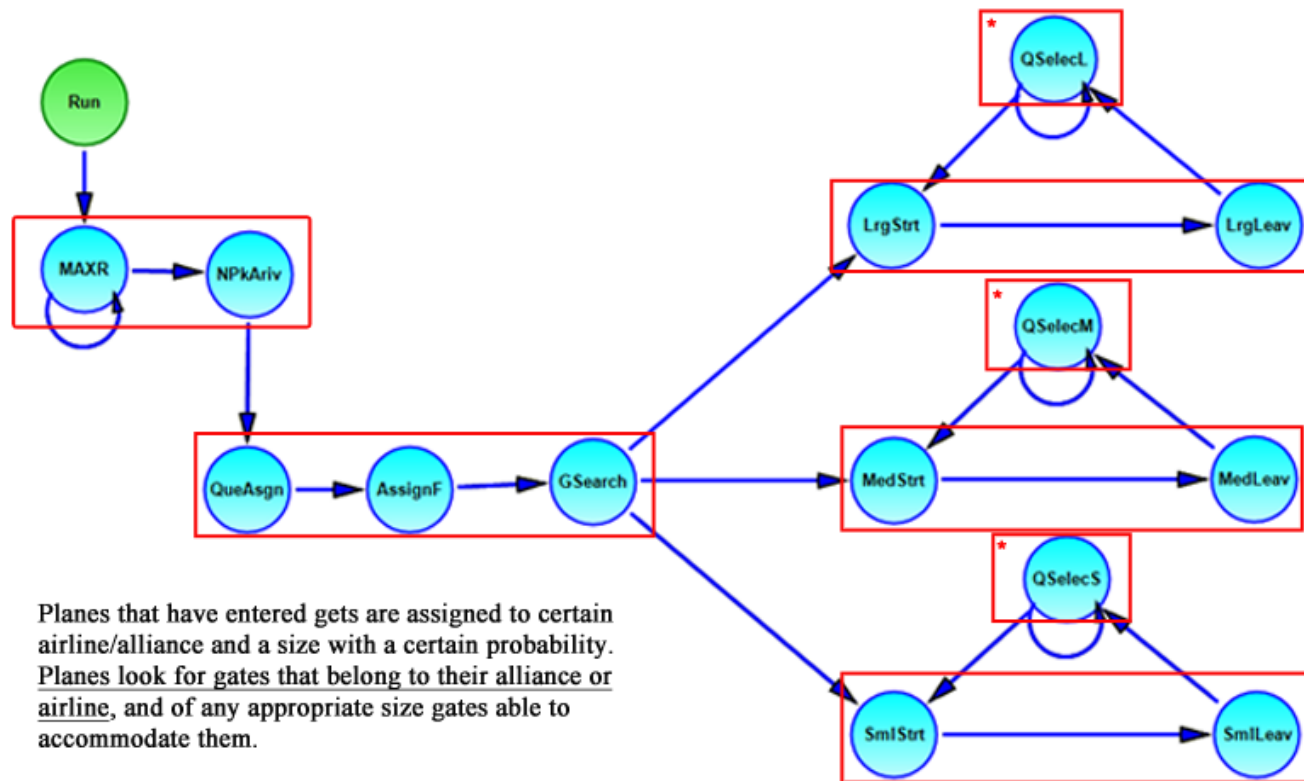 *
QSelecL
Run
LrgStrt
LrgLeav
MAXR
NPkAriv
*
QSelecM
QueAsgn
AssignF
GSearch
MedStrt
MedLeav
*
QSelecS
Planes that have entered gets are assigned to certain
airline/alliance and a size with a certain probability.
Planes look for gates that belong to their alliance or
airline, and of any appropriate size gates able to
accommodate them.
SmlStrt
SmlLeav